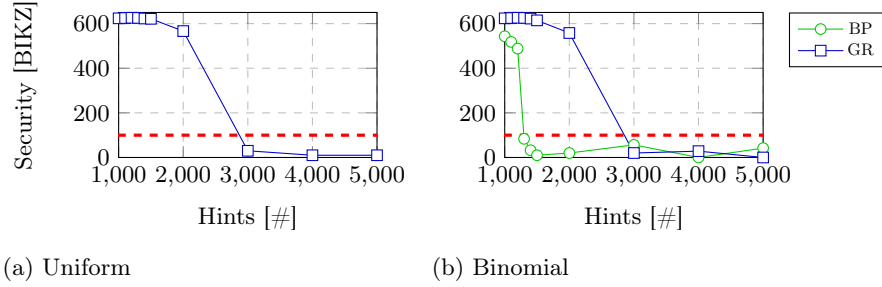 Security [BIKZ]
600
400
200
0
1,000 2,000 3,000 4,000 5,000
Hints [#]
(a) Uniform
600
400
200
0
1,000 2,000 3,000 4,000 5,000
Hints [#]
(b) Binomial
BP
GR